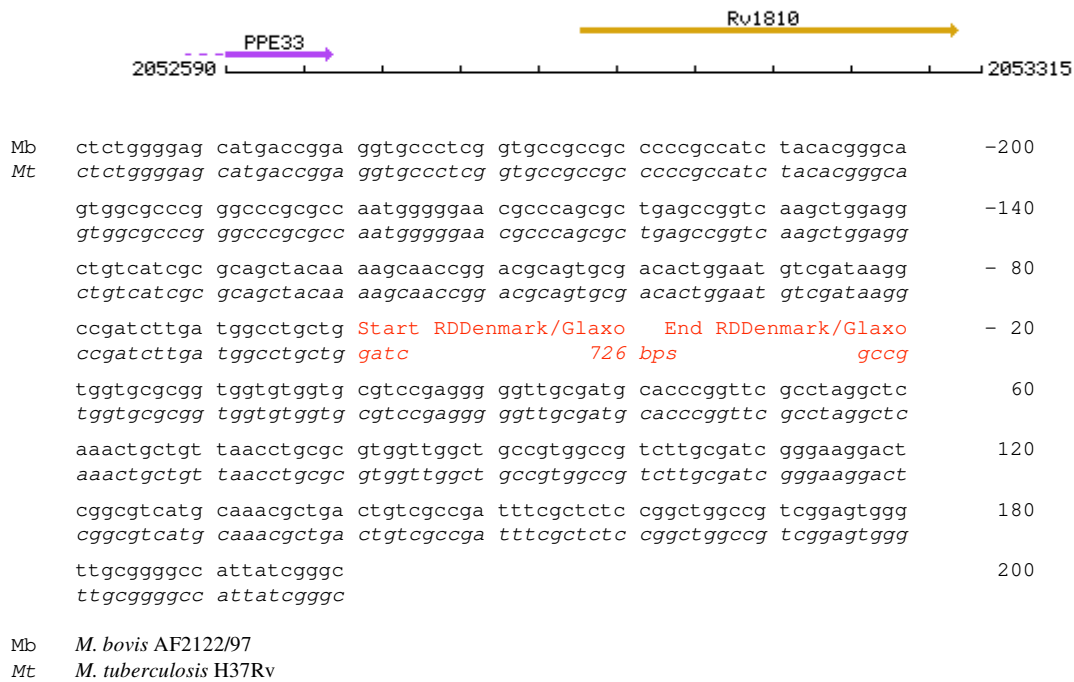 Rv1810
PPE33
2052590 2053315
Mb ctctggggag catgaccgga ggtgccctcg gtgccgccgc ccccgccatc tacacgggca -200
Mt ctctggggag catgaccgga ggtgccctcg gtgccgccgc ccccgccatc tacacgggca
gtggcgcccg ggcccgcgcc aatgggggaa cgcccagcgc tgagccggtc aagctggagg -140
gtggcgcccg ggcccgcgcc aatgggggaa cgcccagcgc tgagccggtc aagctggagg
ctgtcatcgc gcagctacaa aagcaaccgg acgcagtgcg acactggaat gtcgataagg - 80
ctgtcatcgc gcagctacaa aagcaaccgg acgcagtgcg acactggaat gtcgataagg
ccgatcttga tggcctgctg Start RDDenmark/Glaxo End RDDenmark/Glaxo - 20
ccgatcttga tggcctgctg gatc 726 bps gccg
tggtgcgcgg tggtgtggtg cgtccgaggg ggttgcgatg cacccggttc gcctaggctc 60
tggtgcgcgg tggtgtggtg cgtccgaggg ggttgcgatg cacccggttc gcctaggctc
aaactgctgt taacctgcgc gtggttggct gccgtggccg tcttgcgatc gggaaggact 120
aaactgctgt taacctgcgc gtggttggct gccgtggccg tcttgcgatc gggaaggact
cggcgtcatg caaacgctga ctgtcgccga tttcgctctc cggctggccg tcggagtggg 180
cggcgtcatg caaacgctga ctgtcgccga tttcgctctc cggctggccg tcggagtggg
ttgcggggcc attatcgggc 200
ttgcggggcc attatcgggc
Mb M. bovis AF2122/97
Mt M. tuberculosis H37Rv